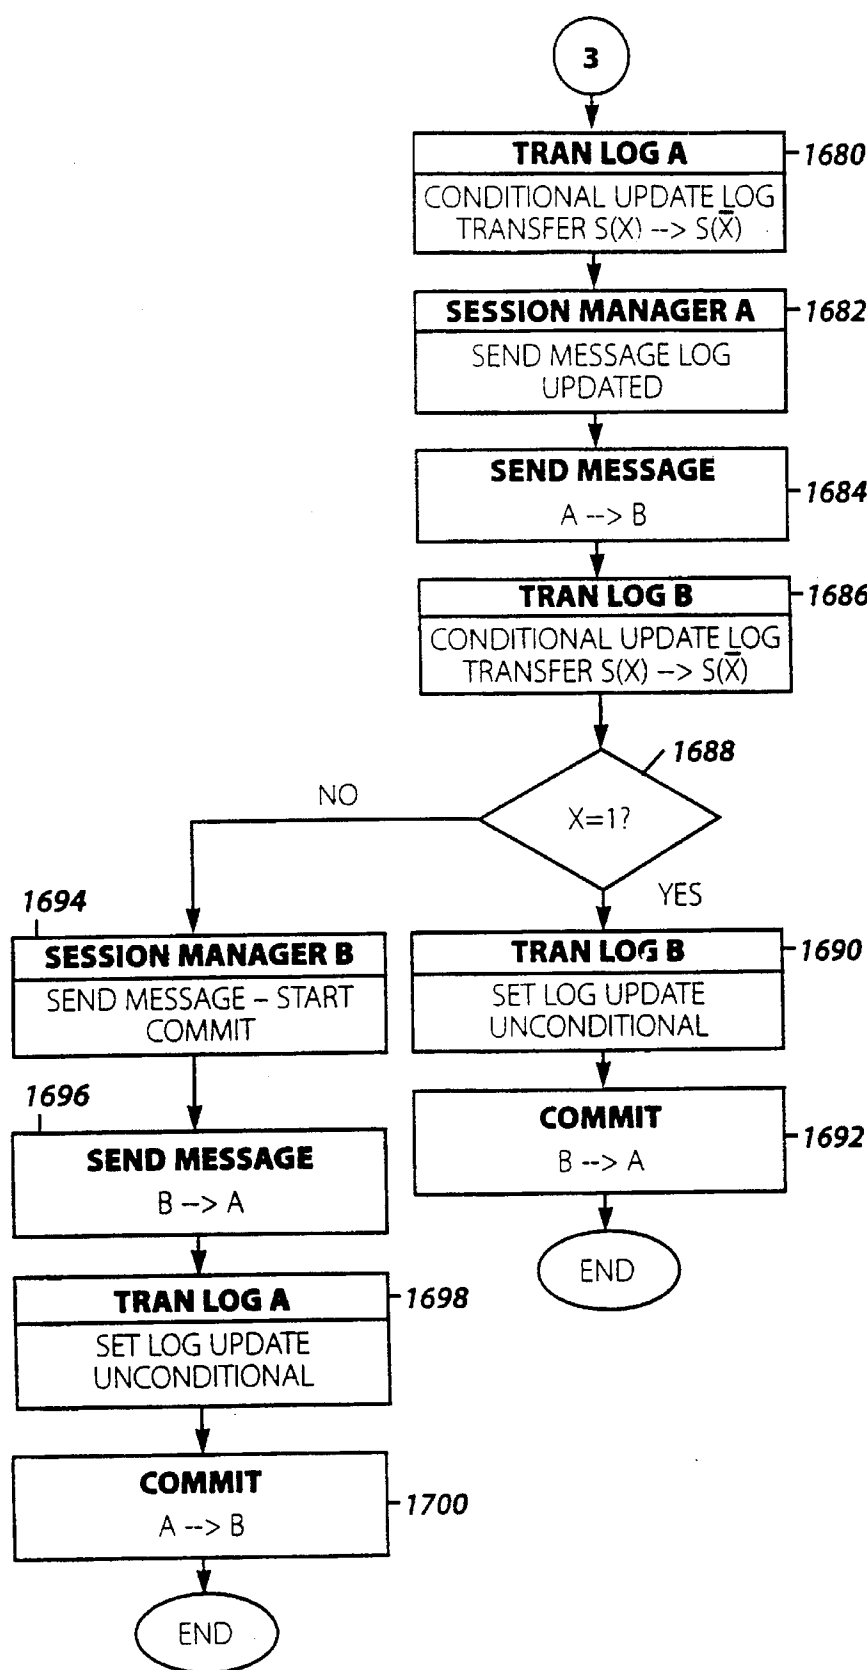 3
TRAN LOG A
1680
CONDITIONAL UPDATE LOG
TRANSFER S(X) --> S(X̅)
SESSION MANAGER A
1682
SEND MESSAGE LOG
UPDATED
SEND MESSAGE
1684
A --> B
TRAN LOG B
1686
CONDITIONAL UPDATE LOG
TRANSFER S(X) --> S(X̅)
1688
X=1?
NO
YES
1694
SESSION MANAGER B
SEND MESSAGE – START
COMMIT
1696
SEND MESSAGE
B --> A
TRAN LOG A
1698
SET LOG UPDATE
UNCONDITIONAL
COMMIT
1700
A --> B
END
TRAN LOG B
1690
SET LOG UPDATE
UNCONDITIONAL
COMMIT
1692
B --> A
END